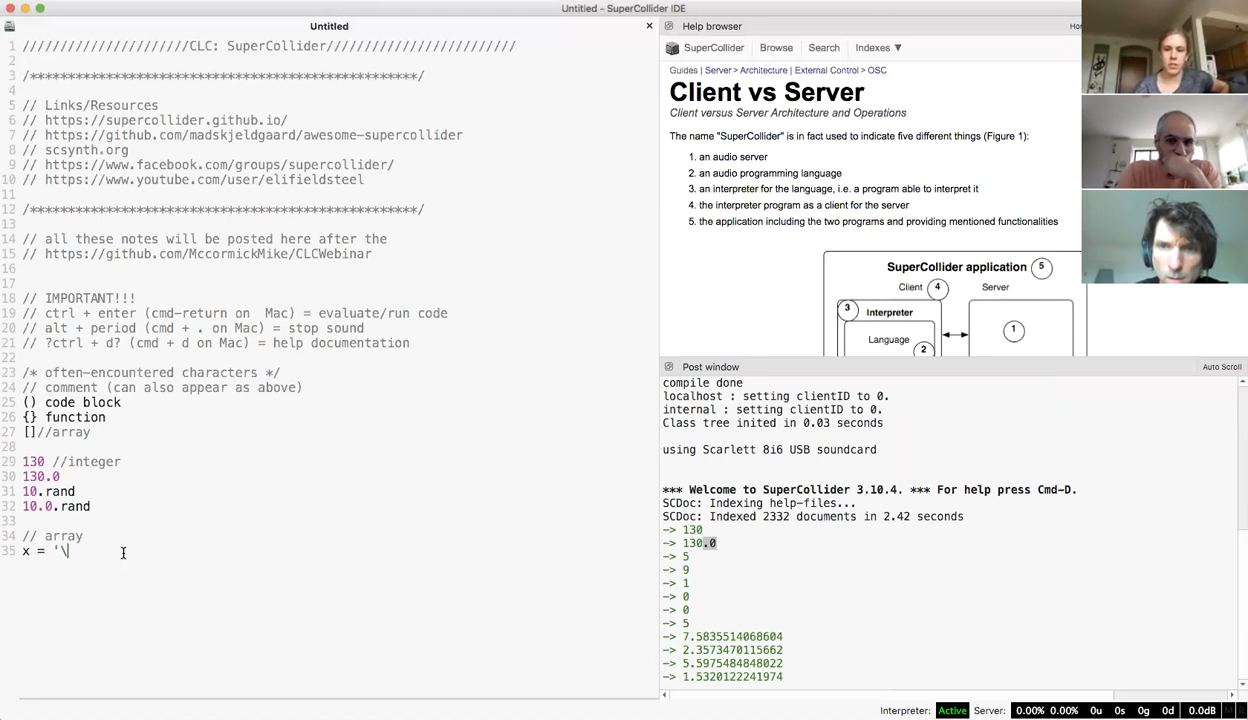 Untitled - SuperCollider IDE
Untitled
1 //////////////////////CLC: SuperCollider/////////////////////////
2
3 /****************************************************/
4
5 // Links/Resources
6 // https://supercollider.github.io/
7 // https://github.com/madskjeldgaard/awesome-supercollider
8 // scsynth.org
9 // https://www.facebook.com/groups/supercollider/
10 // https://www.youtube.com/user/elifieldsteel
11
12 /****************************************************/
13
14 // all these notes will be posted here after the
15 // https://github.com/MccormickMike/CLCWebinar
16
17
18 // IMPORTANT!!!
19 // ctrl + enter (cmd-return on  Mac) = evaluate/run code
20 // alt + period (cmd + . on Mac) = stop sound
21 // ?ctrl + d? (cmd + d on Mac) = help documentation
22
23 /* often-encountered characters */
24 // comment (can also appear as above)
25 () code block
26 {} function
27 []//array
28
29 130 //integer
30 130.0
31 10.rand
32 10.0.rand
33
34 // array
35 x = '\
Help browser
SuperCollider Browse Search Indexes ▼
Guides | Server > Architecture | External Control > OSC
Client vs Server
Client versus Server Architecture and Operations
The name "SuperCollider" is in fact used to indicate five different things (Figure 1):
1. an audio server
2. an audio programming language
3. an interpreter for the language, i.e. a program able to interpret it
4. the interpreter program as a client for the server
5. the application including the two programs and providing mentioned functionalities
SuperCollider application 5
Client 4 Server
3 Interpreter
1
Language
2
Post window Auto Scroll
compile done
localhost : setting clientID to 0.
internal : setting clientID to 0.
Class tree inited in 0.03 seconds
using Scarlett 8i6 USB soundcard
*** Welcome to SuperCollider 3.10.4. *** For help press Cmd-D.
SCDoc: Indexing help-files...
SCDoc: Indexed 2332 documents in 2.42 seconds
-> 130
-> 130.0
-> 5
-> 9
-> 1
-> 0
-> 0
-> 5
-> 7.5835514068604
-> 2.3573470115662
-> 5.5975484848022
-> 1.5320122241974
Interpreter: Active Server: 0.00% 0.00% 0u 0s 0g 0d 0.0dB M R